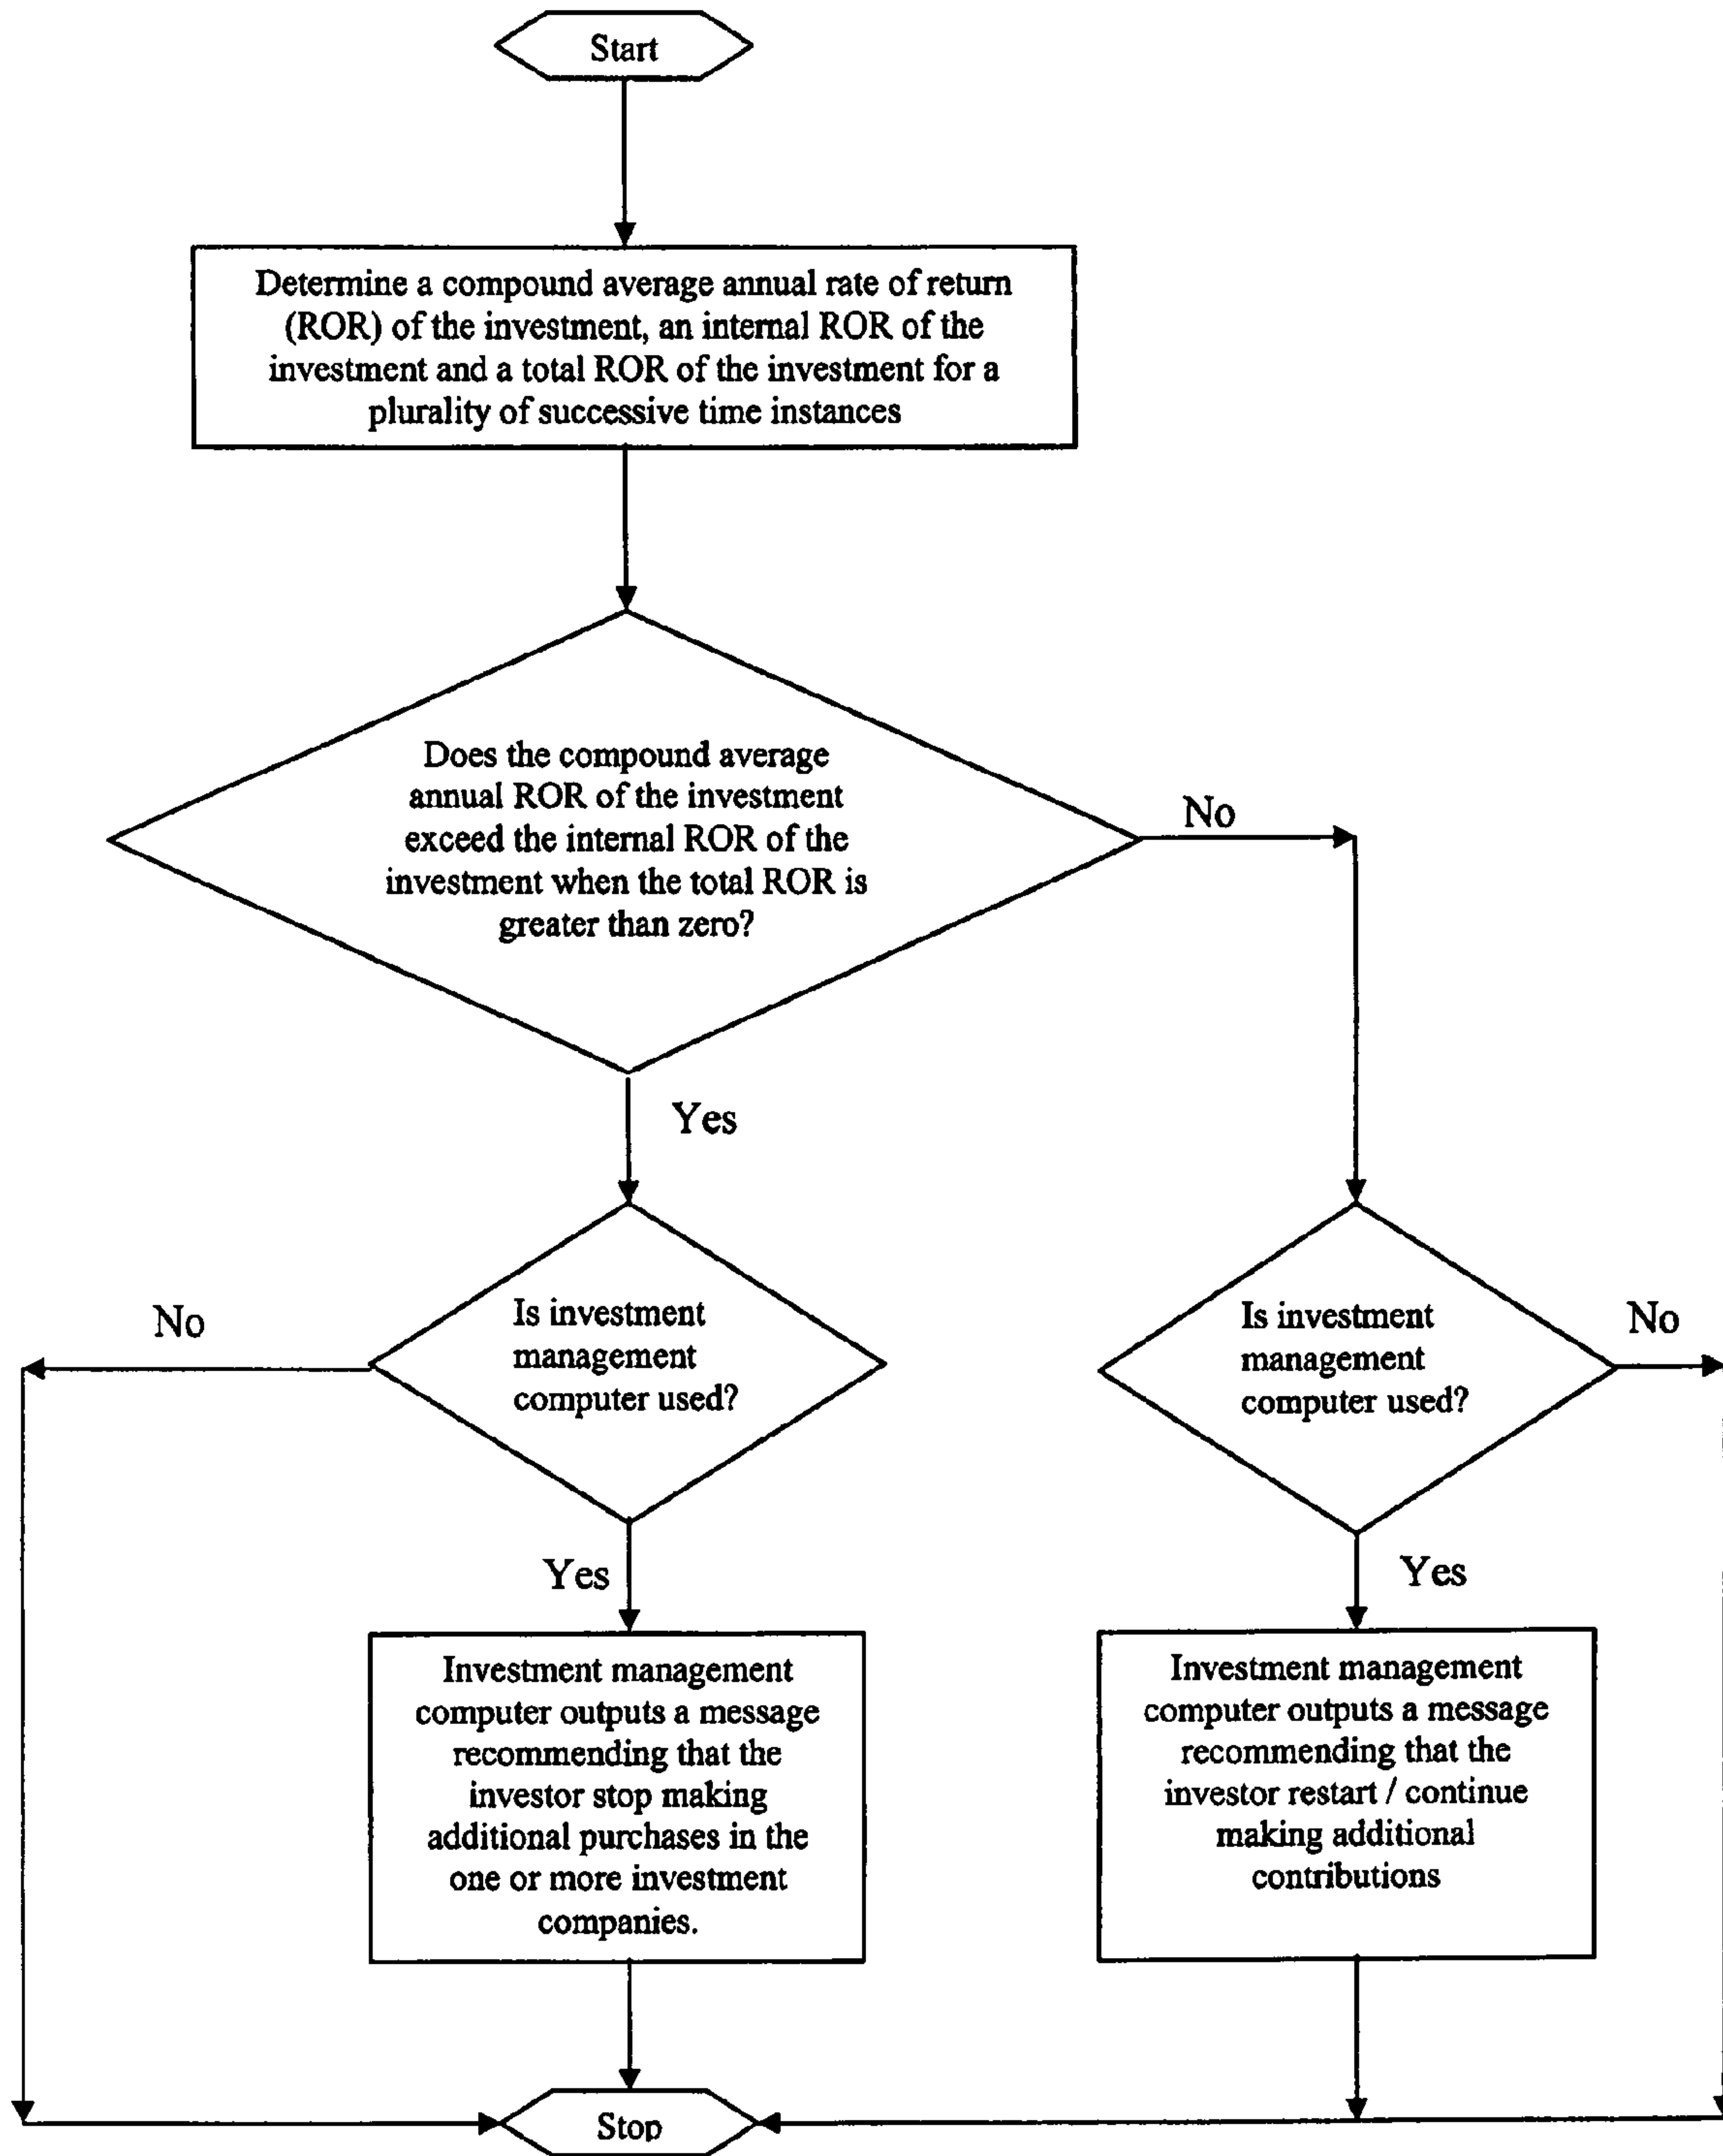 Start
Determine a compound average annual rate of return
(ROR) of the investment, an internal ROR of the
investment and a total ROR of the investment for a
plurality of successive time instances
Does the compound average
annual ROR of the investment
exceed the internal ROR of the
investment when the total ROR is
greater than zero?
No
Yes
No
Is investment
management
computer used?
Is investment
management
computer used?
No
Yes
Yes
Investment management
computer outputs a message
recommending that the
investor stop making
additional purchases in the
one or more investment
companies.
Investment management
computer outputs a message
recommending that the
investor restart / continue
making additional
contributions
Stop